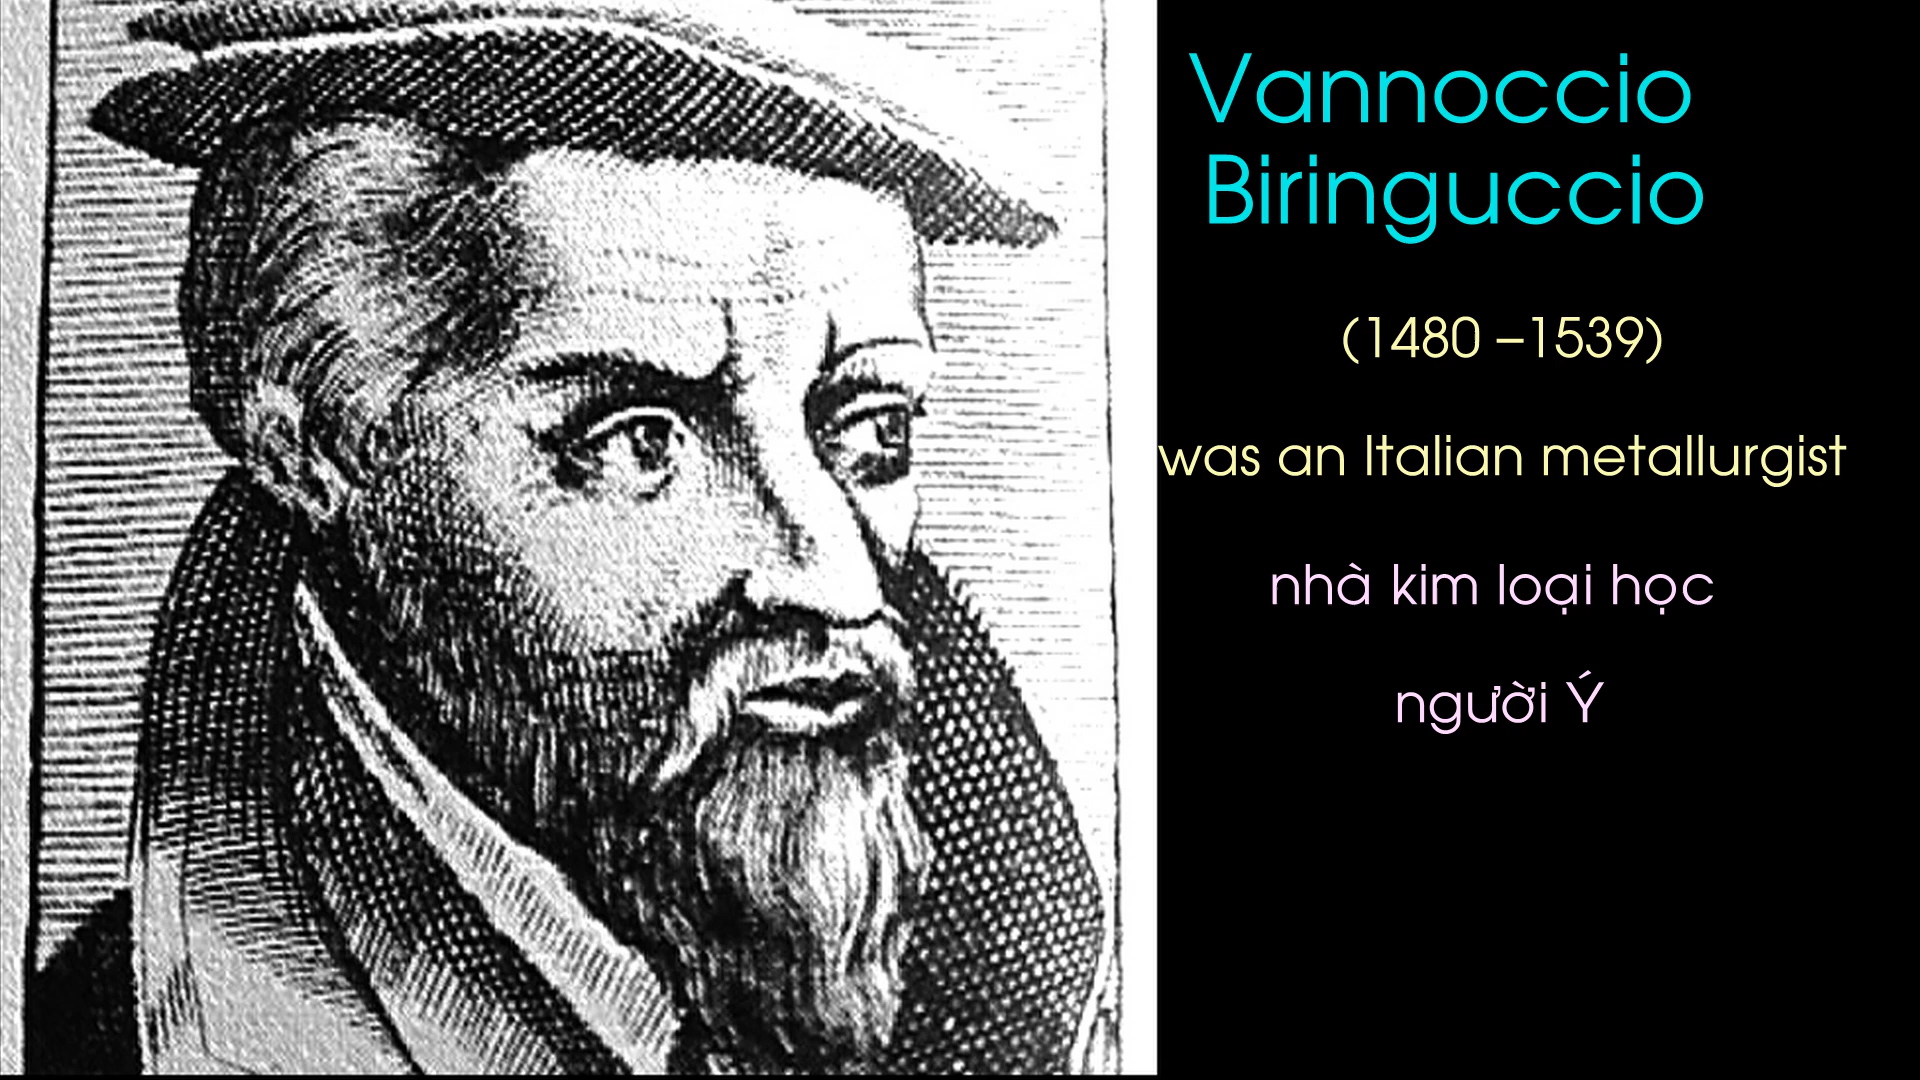 Vannoccio
Biringuccio
(1480 –1539)
was an Italian metallurgist
nhà kim loại học
người Ý